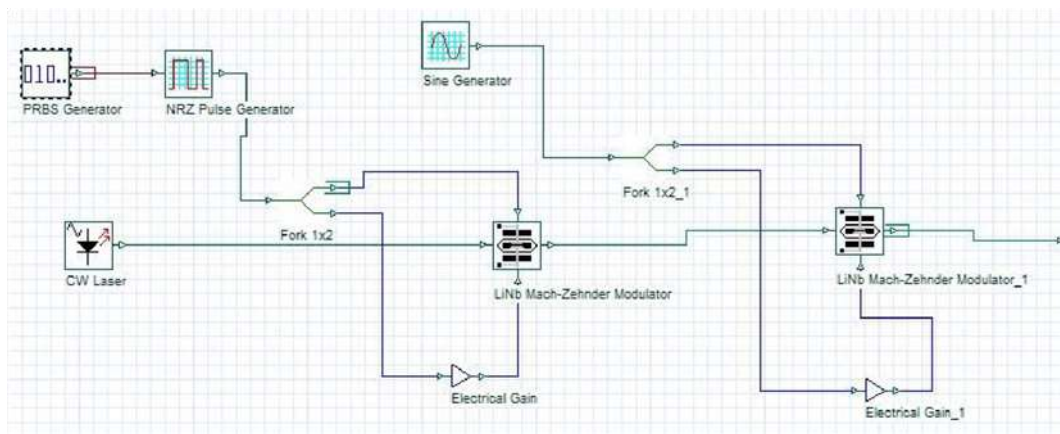 010..
PRBS Generator
NRZ Pulse Generator
Sine Generator
Fork 1x2_1
Fork 1x2
CW Laser
LiNb Mach-Zehnder Modulator
LiNb Mach-Zehnder Modulator_1
Electrical Gain
Electrical Gain_1